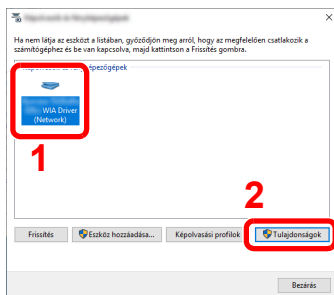 Ha nem látja az eszközt a listában, győződjön meg arról, hogy az megfelelően csatlakozik a
számítógéphez és be van kapcsolva, majd kattintson a Frissítés gombra.
WIA Driver
(Network)
1
2
Frissítés
Eszköz hozzáadása...
Képolvasási profilok
Tulajdonságok
Bezárás